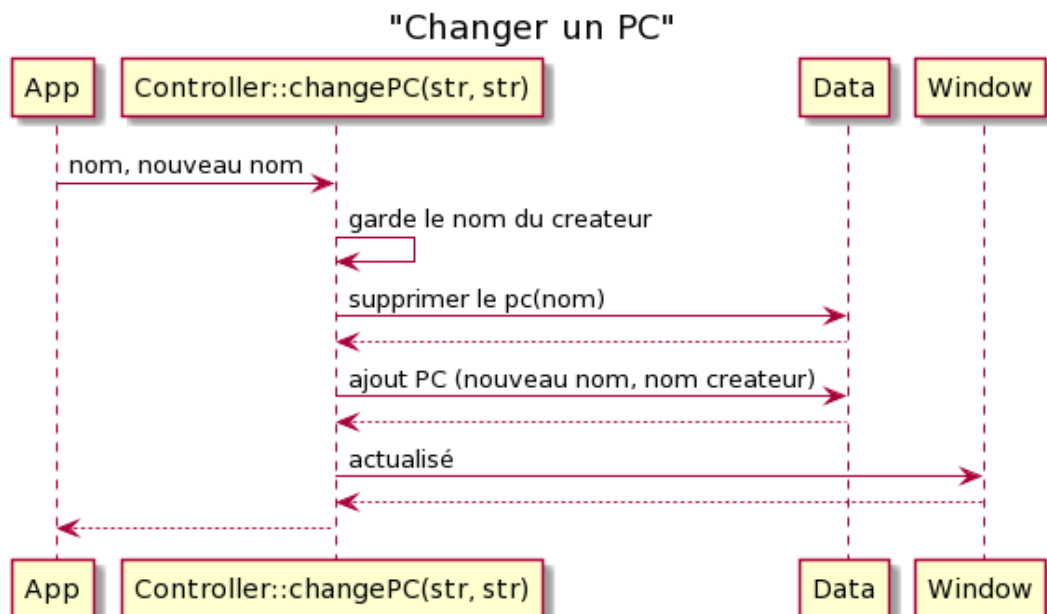 "Changer un PC"
App
Controller::changePC(str, str)
Data
Window
nom, nouveau nom
garde le nom du createur
supprimer le pc(nom)
ajout PC (nouveau nom, nom createur)
actualisé
App
Controller::changePC(str, str)
Data
Window